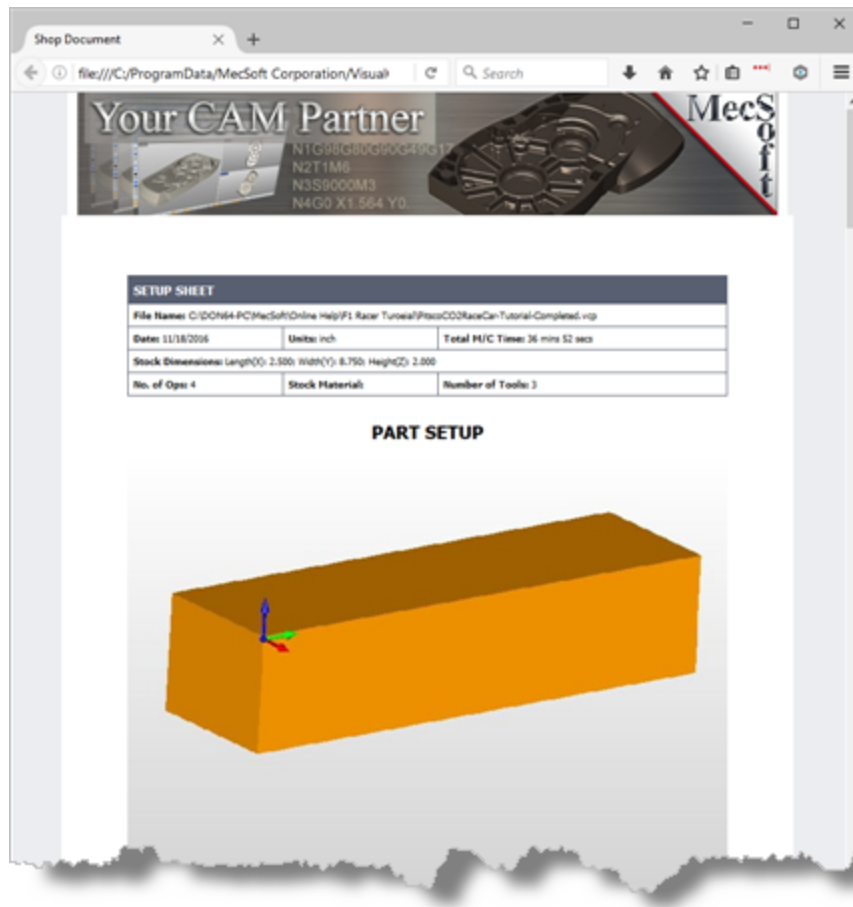 Shop Document
file:///C:/ProgramData/MecSoft Corporation/Visual
Search
Your CAM Partner
MecSoft
N1G98G80G90G49G17
N2T1M6
N3S9000M3
N4G0 X1.564 Y0
SETUP SHEET
File Name: C:\DON64-PC\MecSoft\Online Help\F1 Racer Turoeial\PitscoCO2RaceCar-Tutorial-Completed.vcp
Date: 11/18/2016 Units: inch Total M/C Time: 36 mins 52 secs
Stock Dimensions: Length(X): 2.500; Width(Y): 8.750; Height(Z): 2.000
No. of Ops: 4 Stock Material: Number of Tools: 3
PART SETUP